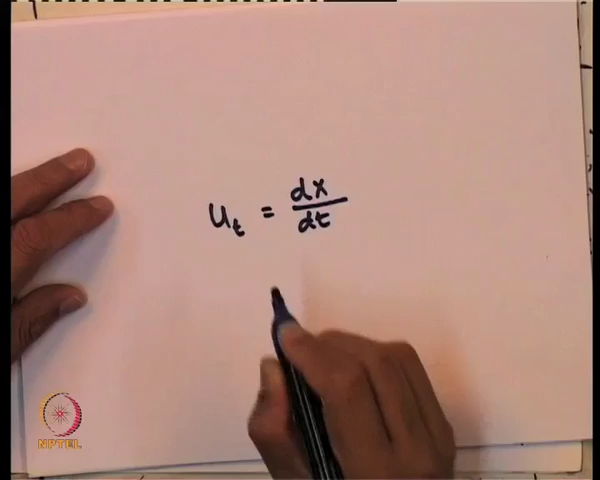 u_t = dx/dt
NPTEL